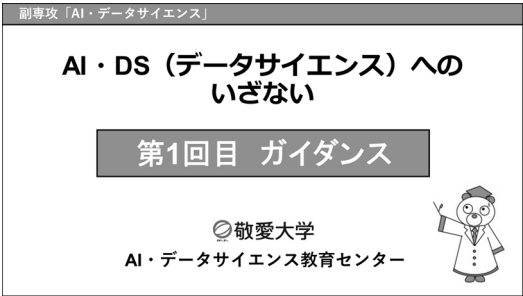 副専攻「AI・データサイエンス」
AI・DS（データサイエンス）への
いざない
第1回目　ガイダンス
敬愛大学
AI・データサイエンス教育センター